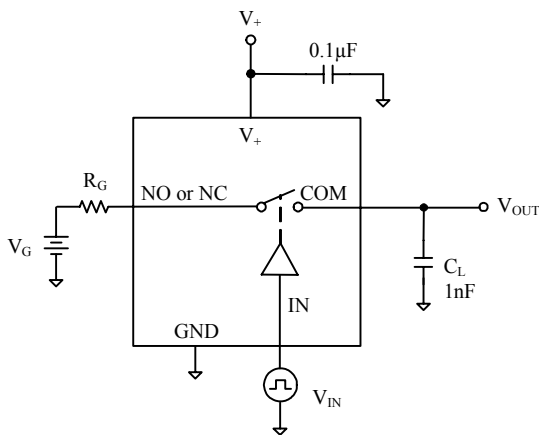 V+
0.1μF
V+
RG
NO or NC
COM
VOUT
VG
CL
1nF
IN
GND
VIN